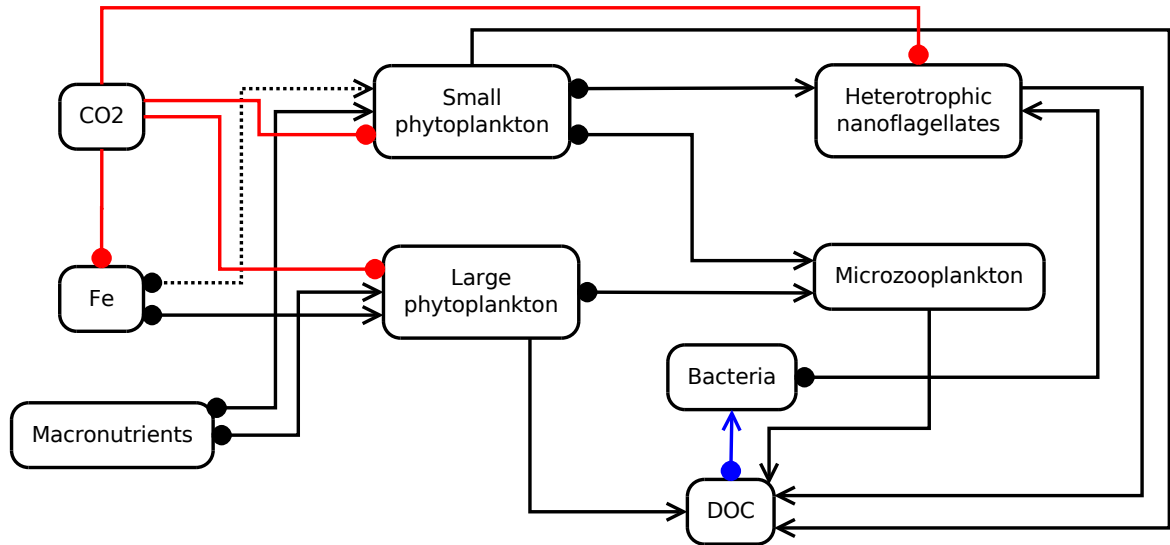 CO2
Small
phytoplankton
Heterotrophic
nanoflagellates
Fe
Large
phytoplankton
Microzooplankton
Bacteria
Macronutrients
DOC